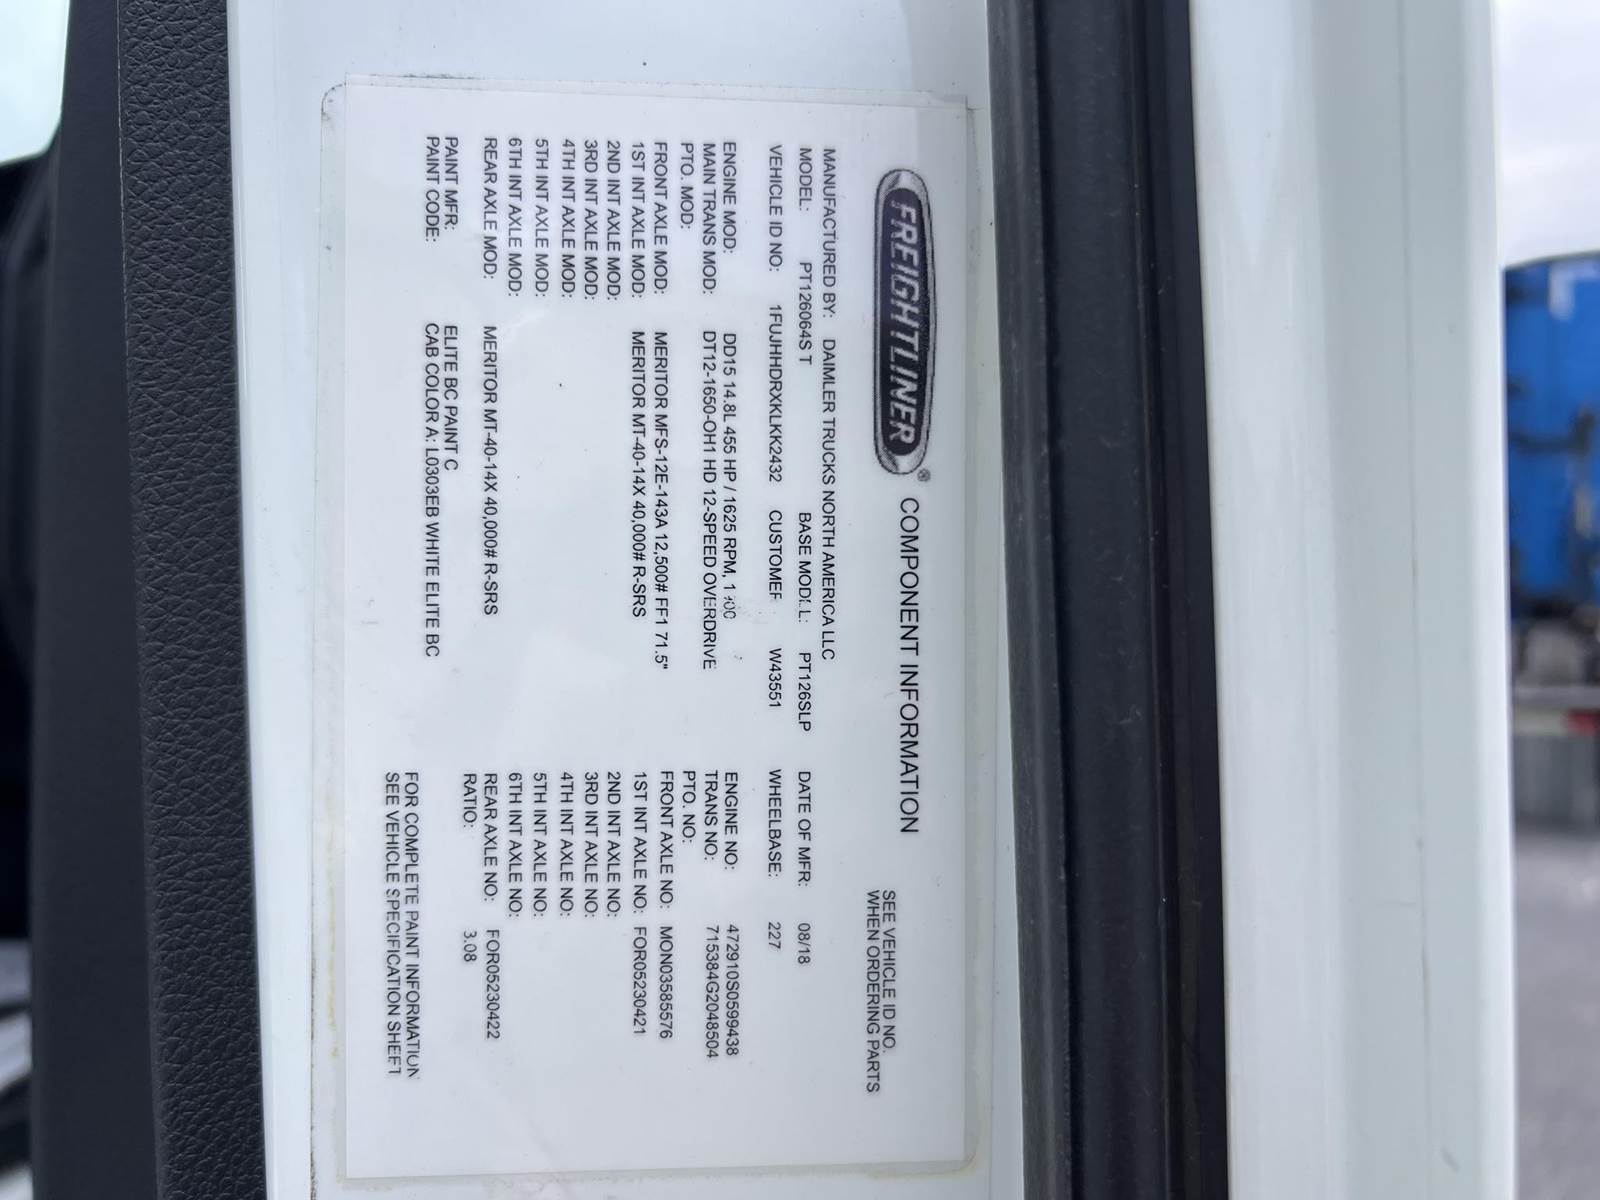 FREIGHTLINER® COMPONENT INFORMATION
SEE VEHICLE ID NO.
WHEN ORDERING PARTS
MANUFACTURED BY: DAIMLER TRUCKS NORTH AMERICA LLC
MODEL: PT126064S T BASE MODEL: PT126SLP DATE OF MFR: 08/18
VEHICLE ID NO: 1FUJHHDRXKLKK2432 CUSTOMER W43551 WHEELBASE: 227
ENGINE MOD: DD15 14.8L 455 HP / 1625 RPM, ENGINE NO: 472910S0599438
MAIN TRANS MOD: DT12-1650-OH1 HD 12-SPEED OVERDRIVE TRANS NO: 715384G2048504
PTO. MOD: PTO. NO:
FRONT AXLE MOD: MERITOR MFS-12E-143A 12,500# FF1 71.5" FRONT AXLE NO: MON03585576
1ST INT AXLE MOD: MERITOR MT-40-14X 40,000# R-SRS 1ST INT AXLE NO: FOR05230421
2ND INT AXLE MOD: 2ND INT AXLE NO:
3RD INT AXLE MOD: 3RD INT AXLE NO:
4TH INT AXLE MOD: 4TH INT AXLE NO:
5TH INT AXLE MOD: 5TH INT AXLE NO:
6TH INT AXLE MOD: 6TH INT AXLE NO:
REAR AXLE MOD: MERITOR MT-40-14X 40,000# R-SRS REAR AXLE NO: FOR05230422
RATIO: 3.08
PAINT MFR: ELITE BC PAINT C
PAINT CODE: CAB COLOR A: L0303EB WHITE ELITE BC
FOR COMPLETE PAINT INFORMATION
SEE VEHICLE SPECIFICATION SHEET